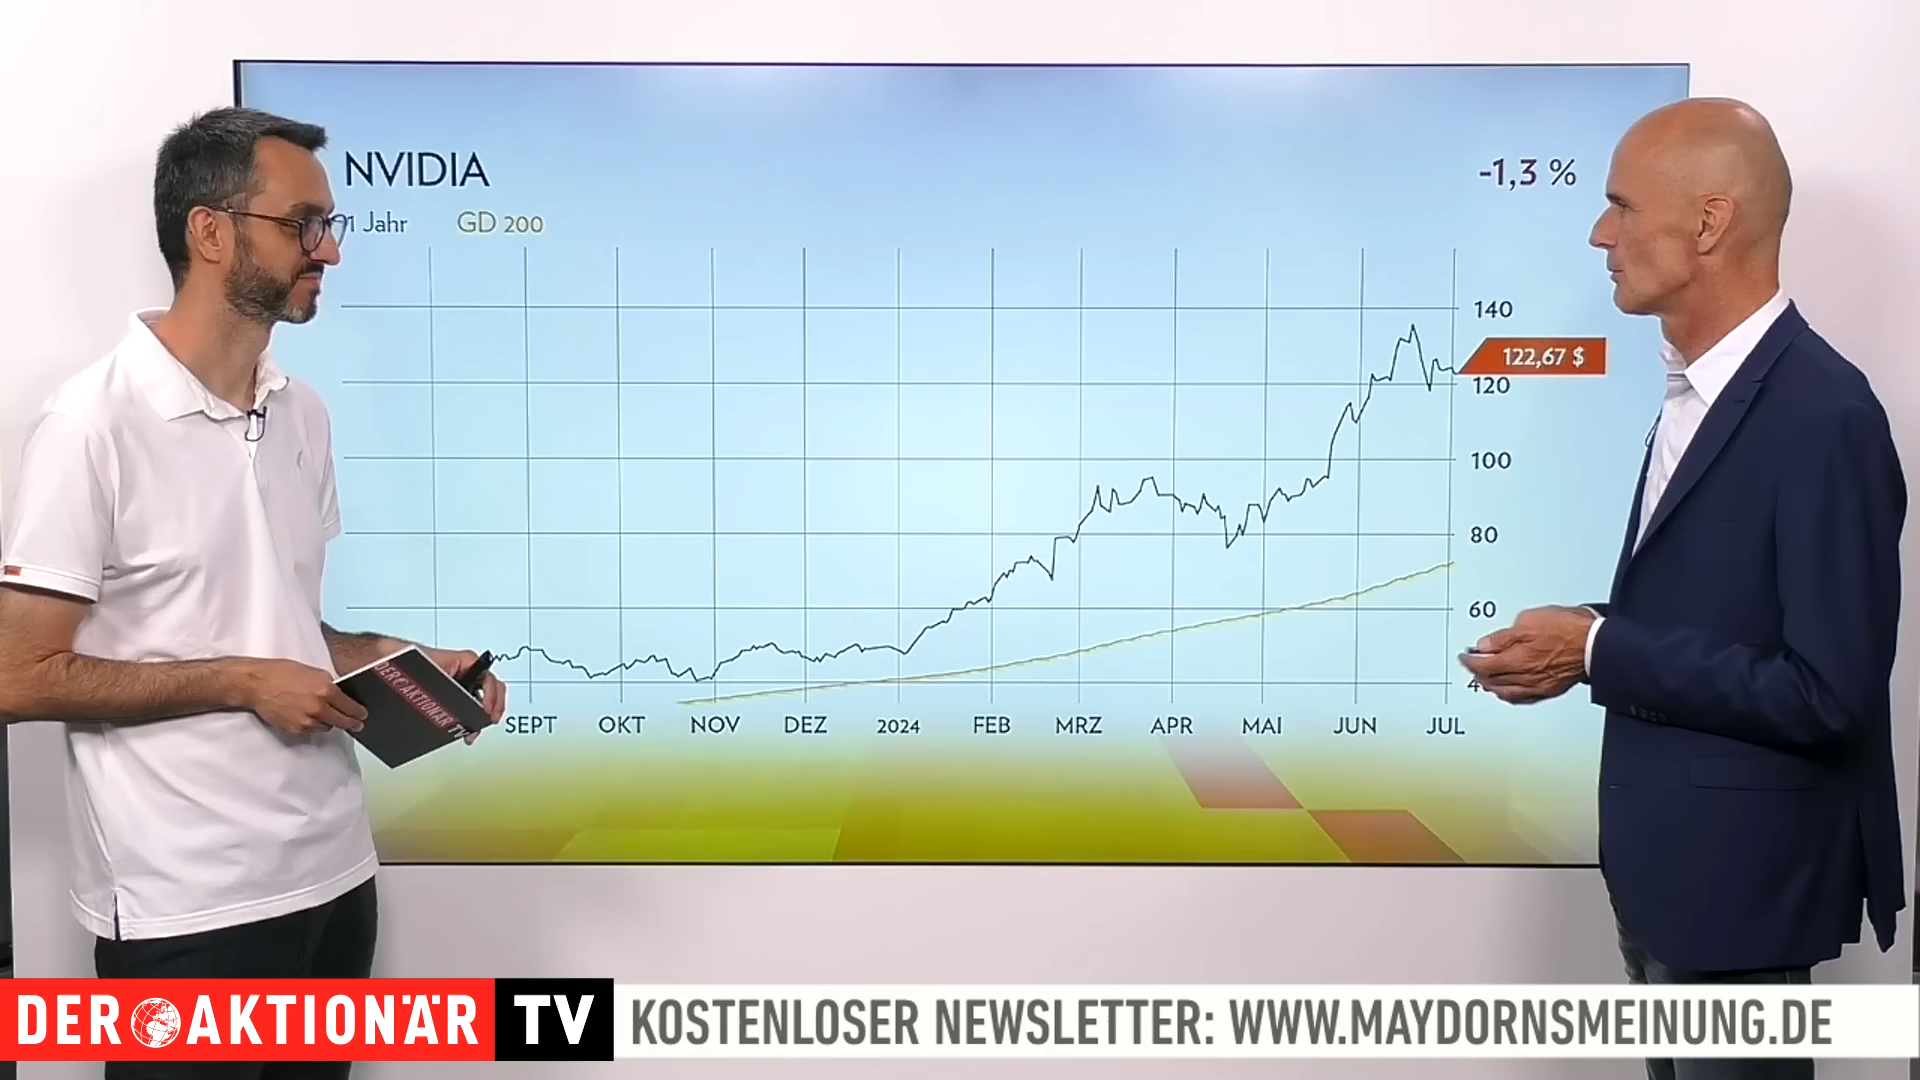 NVIDIA
-1,3 %
1 Jahr GD 200
140
122,67 $
120
100
80
60
SEPT OKT NOV DEZ 2024 FEB MRZ APR MAI JUN JUL
DER AKTIONÄR TV
DER AKTIONÄR TV
KOSTENLOSER NEWSLETTER: WWW.MAYDORNSMEINUNG.DE